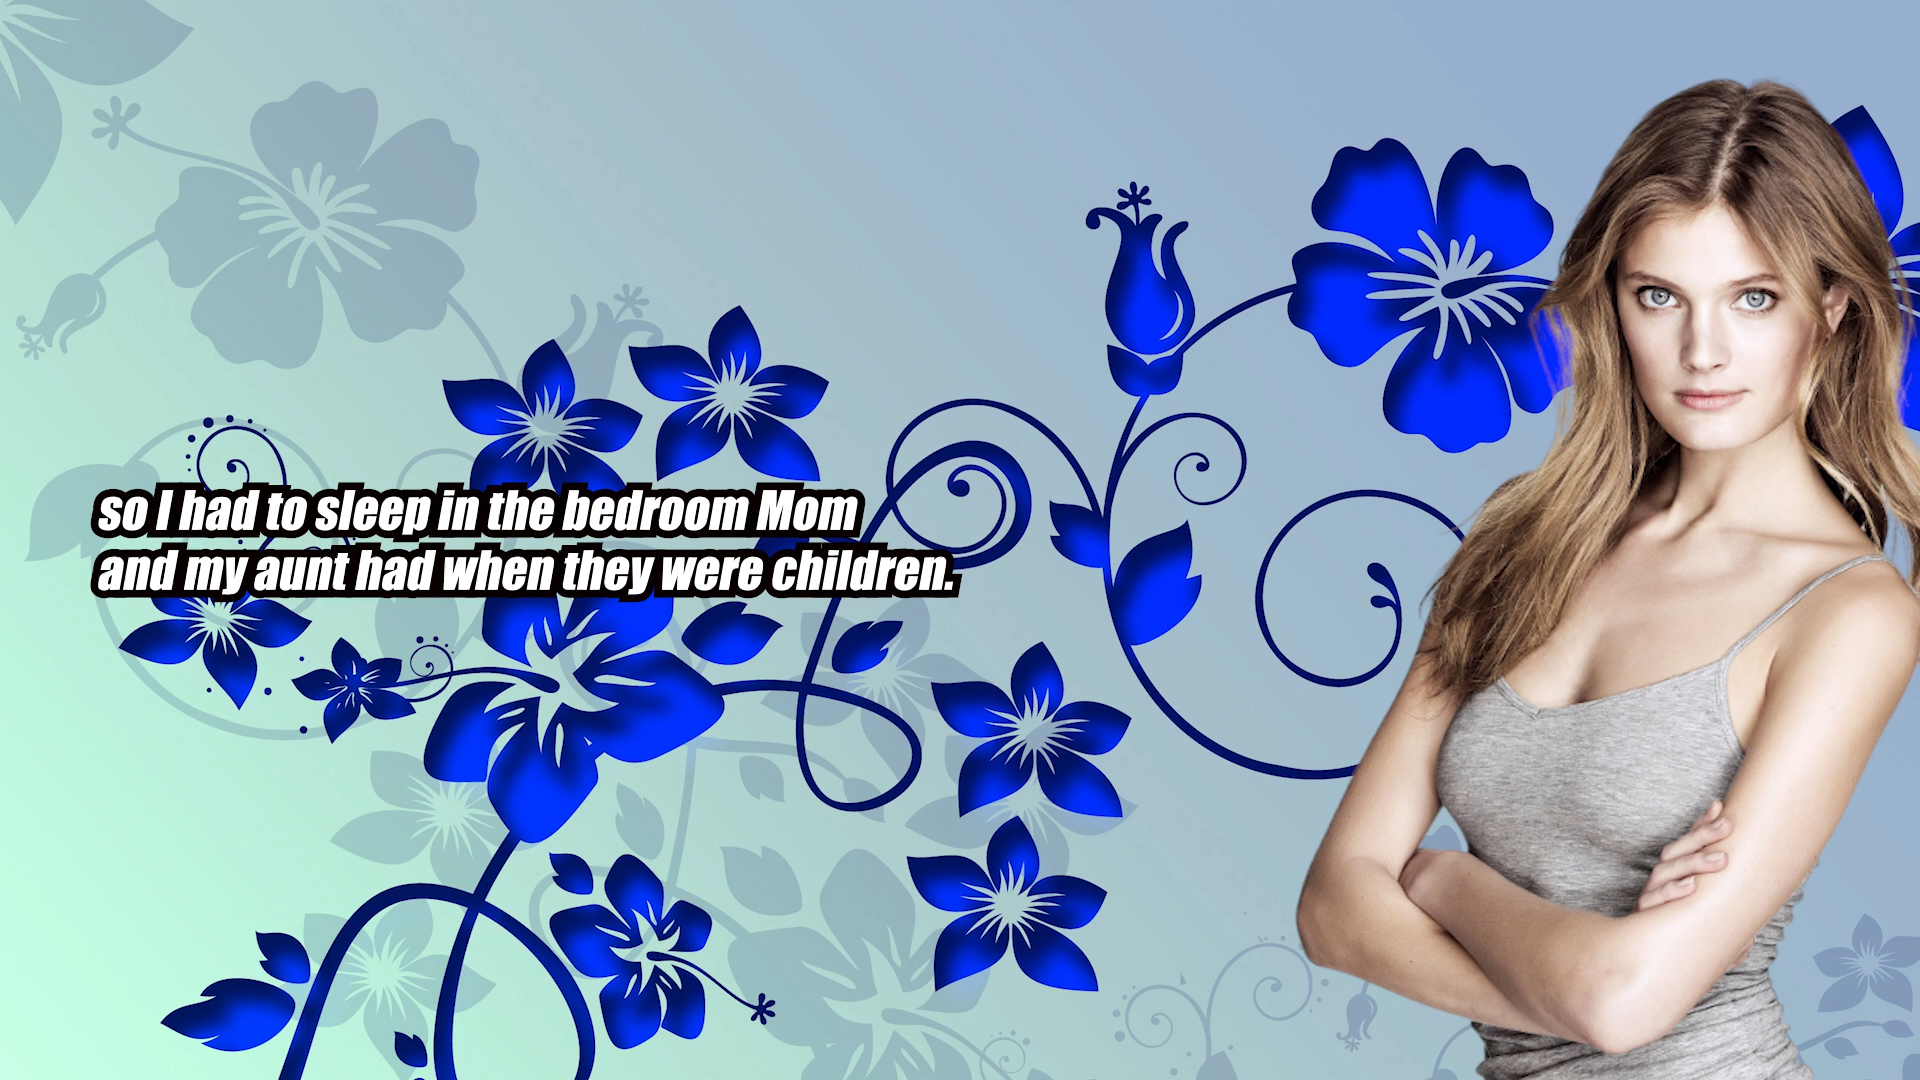 so I had to sleep in the bedroom Mom
and my aunt had when they were children.